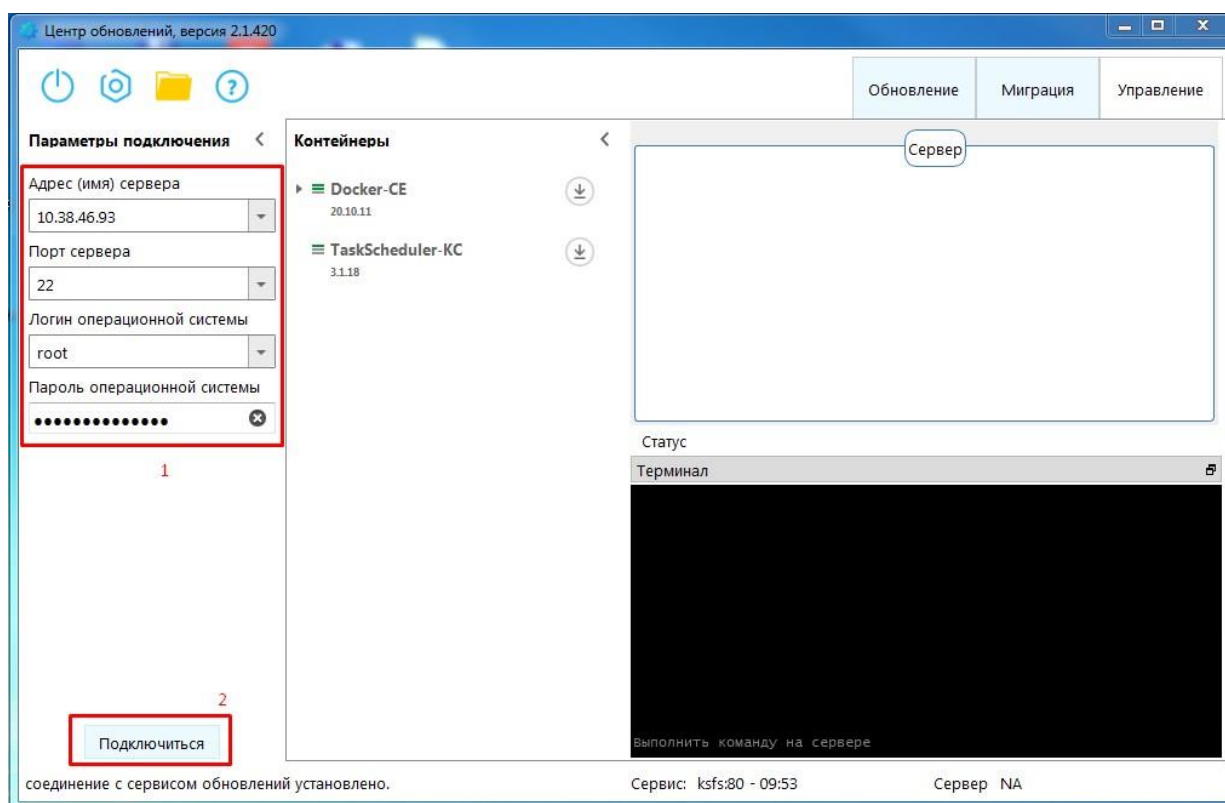 Центр обновлений, версия 2.1.420
Обновление
Миграция
Управление
Параметры подключения
Адрес (имя) сервера
10.38.46.93
Порт сервера
22
Логин операционной системы
root
Пароль операционной системы
••••••••••••••
1
2
Подключиться
Контейнеры
Docker-CE
20.10.11
TaskScheduler-KC
3.1.18
Сервер
Статус
Терминал
Выполнить команду на сервере
соединение с сервисом обновлений установлено.
Сервис: ksfs:80 - 09:53
Сервер NA